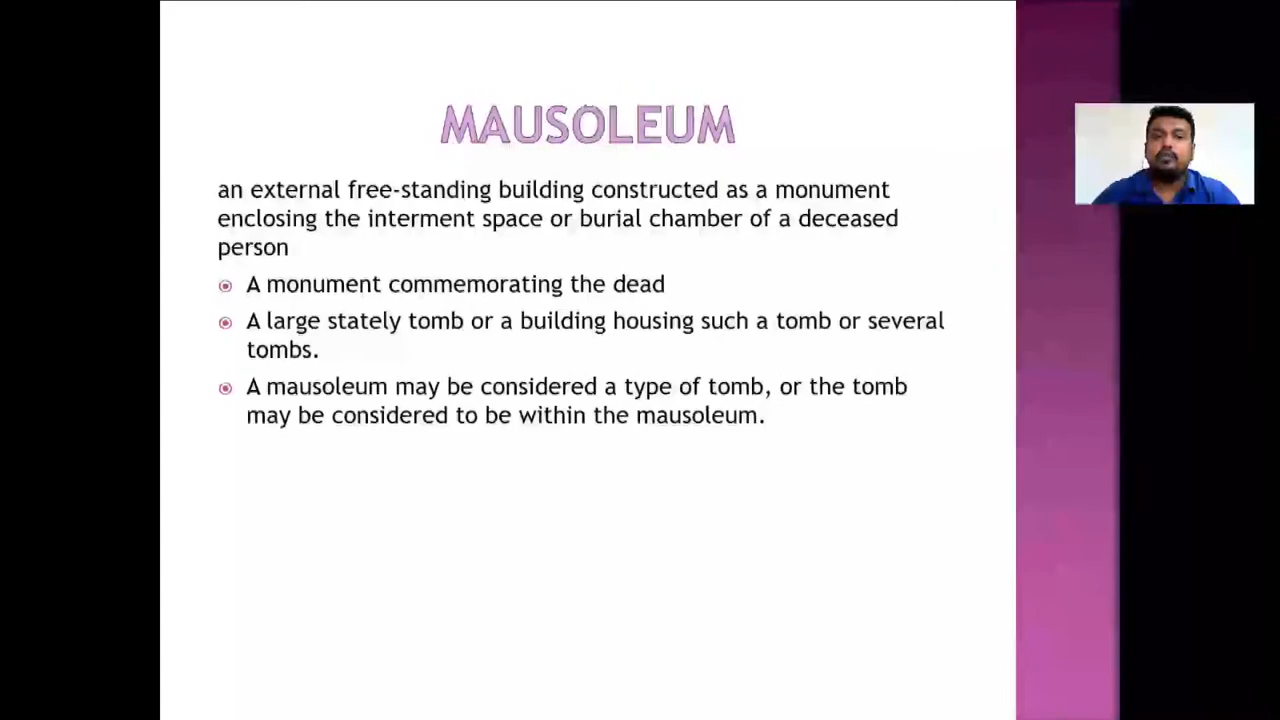 MAUSOLEUM
an external free-standing building constructed as a monument
enclosing the interment space or burial chamber of a deceased
person
A monument commemorating the dead
A large stately tomb or a building housing such a tomb or several
tombs.
A mausoleum may be considered a type of tomb, or the tomb
may be considered to be within the mausoleum.